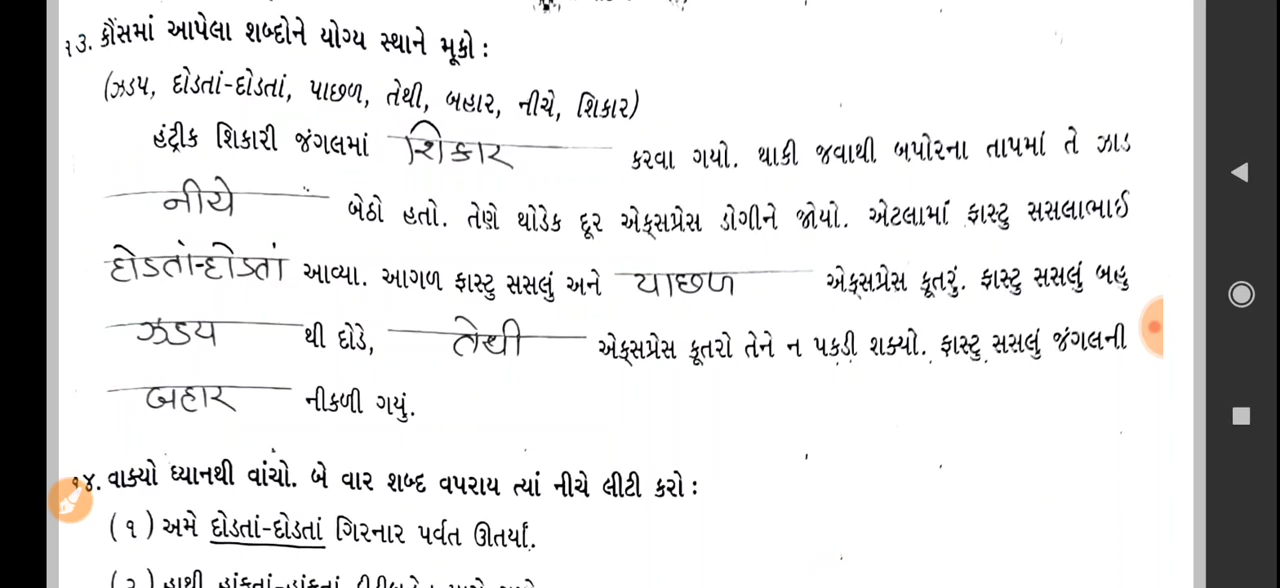 ૧૩. કૌંસમાં આપેલા શબ્દોને યોગ્ય સ્થાને મૂકો :
(ઝડપ, દોડતાં-દોડતાં, પાછળ, તેથી, બહાર, નીચે, શિકાર)
હંટ્રીક શિકારી જંગલમાં શિકાર કરવા ગયો. થાકી જવાથી બપોરના તાપમાં તે ઝાડ
નીચે બેઠો હતો. તેણે થોડેક દૂર એક્સપ્રેસ ડોગીને જોયો. એટલામાં ફાસ્ટુ સસલાભાઈ
દોડતાં-દોડતાં આવ્યા. આગળ ફાસ્ટુ સસલું અને પાછળ એક્સપ્રેસ કૂતરું. ફાસ્ટુ સસલું બહુ
ઝડપ થી દોડે, તેથી એક્સપ્રેસ કૂતરો તેને ન પકડી શક્યો. ફાસ્ટુ સસલું જંગલની
બહાર નીકળી ગયું.
૧૪. વાક્યો ધ્યાનથી વાંચો. બે વાર શબ્દ વપરાય ત્યાં નીચે લીટી કરો :
(૧) અમે દોડતાં-દોડતાં ગિરનાર પર્વત ઊતર્યાં.
(૨) હાથી